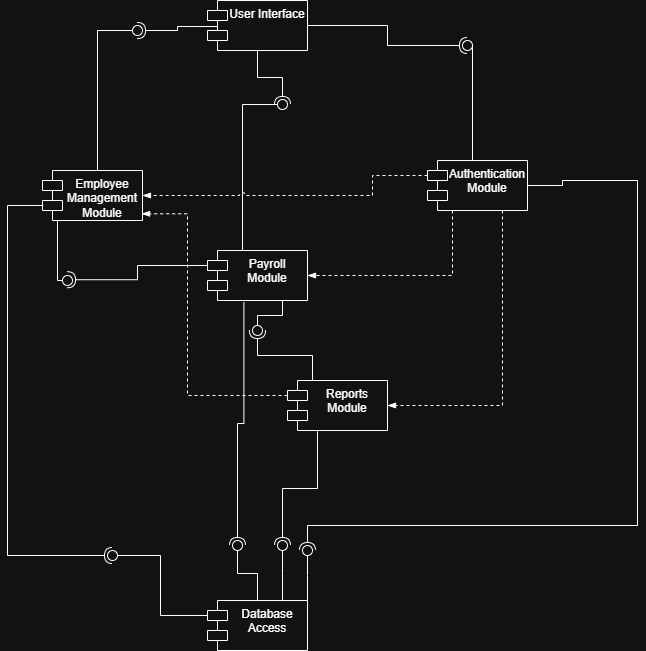 User Interface
Employee
Management
Module
Authentication
Module
Payroll
Module
Reports
Module
Database
Access